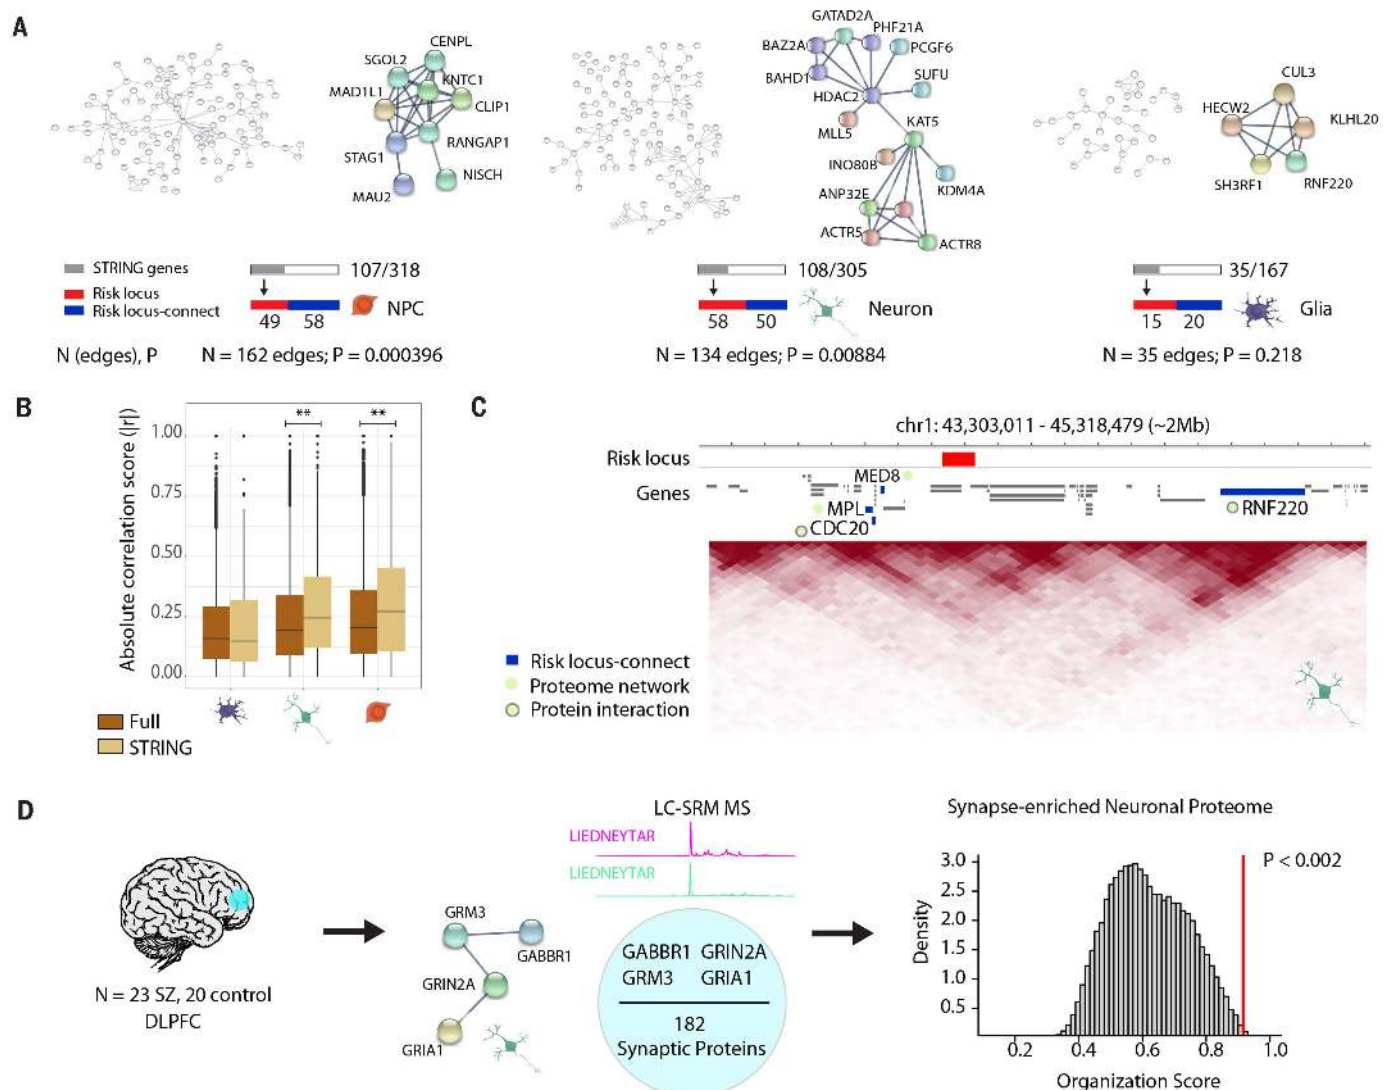 A
CENPL
SGOL2
KNTC1
MAD1L1
CLIP1
RANGAP1
STAG1
NISCH
MAU2
GATAD2A
PHF21A
BAZ2A
PCGF6
BAHD1
SUFU
HDAC2
MLL5
KAT5
INO80B
KDM4A
ANP32E
ACTR5
ACTR8
CUL3
HECW2
KLHL20
SH3RF1
RNF220
STRING genes
Risk locus
Risk locus-connect
107/318
49 58
NPC
108/305
58 50
Neuron
35/167
15 20
Glia
N (edges), P
N = 162 edges; P = 0.000396
N = 134 edges; P = 0.00884
N = 35 edges; P = 0.218
B
Absolute correlation score (|r|)
1.00
0.75
0.50
0.25
0.00
** **
Full
STRING
C
chr1: 43,303,011 - 45,318,479 (~2Mb)
Risk locus
Genes
MED8
MPL
CDC20
RNF220
Risk locus-connect
Proteome network
Protein interaction
D
N = 23 SZ, 20 control
DLPFC
GRM3
GABBR1
GRIN2A
GRIA1
LC-SRM MS
LIEDNEYTAR
LIEDNEYTAR
GABBR1 GRIN2A
GRM3 GRIA1
182
Synaptic Proteins
Synapse-enriched Neuronal Proteome
P < 0.002
Density
3.0
2.5
2.0
1.5
1.0
0.5
0.2 0.4 0.6 0.8 1.0
Organization Score